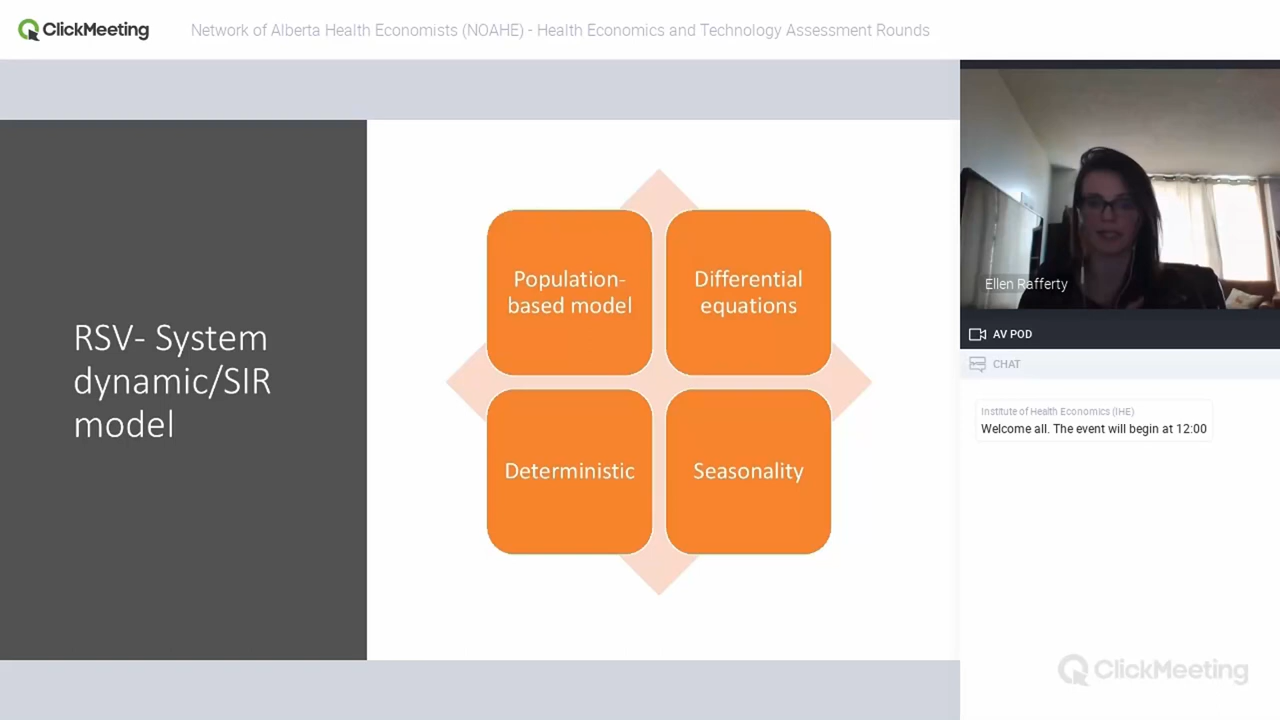 ClickMeeting
Network of Alberta Health Economists (NOAHE) - Health Economics and Technology Assessment Rounds
RSV- System
dynamic/SIR
model
Population-
based model
Differential
equations
Deterministic
Seasonality
Ellen Rafferty
AV POD
CHAT
Institute of Health Economics (IHE)
Welcome all. The event will begin at 12:00
ClickMeeting